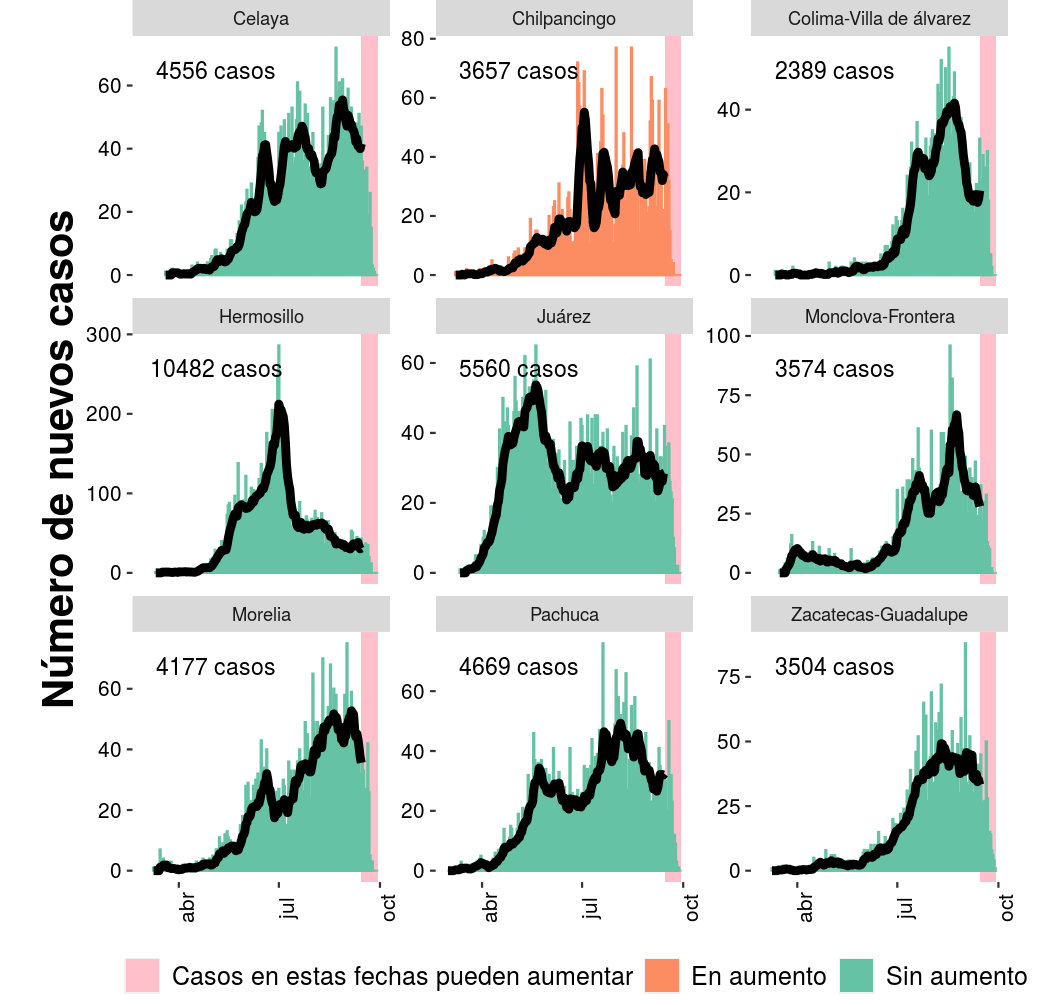 Número de nuevos casos
Celaya
4556 casos
60
40
20
0
Chilpancingo
3657 casos
80
60
40
20
0
Colima-Villa de álvarez
2389 casos
40
20
0
Hermosillo
10482 casos
300
200
100
0
Juárez
5560 casos
60
40
20
0
Monclova-Frontera
3574 casos
100
75
50
25
0
Morelia
4177 casos
60
40
20
0
abr
jul
oct
Pachuca
4669 casos
60
40
20
0
abr
jul
oct
Zacatecas-Guadalupe
3504 casos
75
50
25
0
abr
jul
oct
Casos en estas fechas pueden aumentar
En aumento
Sin aumento